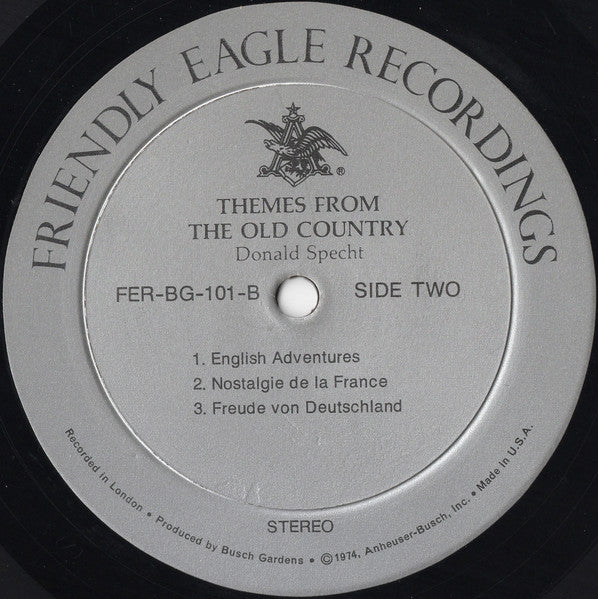 FRIENDLY EAGLE RECORDINGS
A
®
THEMES FROM
THE OLD COUNTRY
Donald Specht
FER-BG-101-B SIDE TWO
1. English Adventures
2. Nostalgie de la France
3. Freude von Deutschland
STEREO
Recorded in London • Produced by Busch Gardens • ©1974, Anheuser-Busch, Inc. • Made in U.S.A.